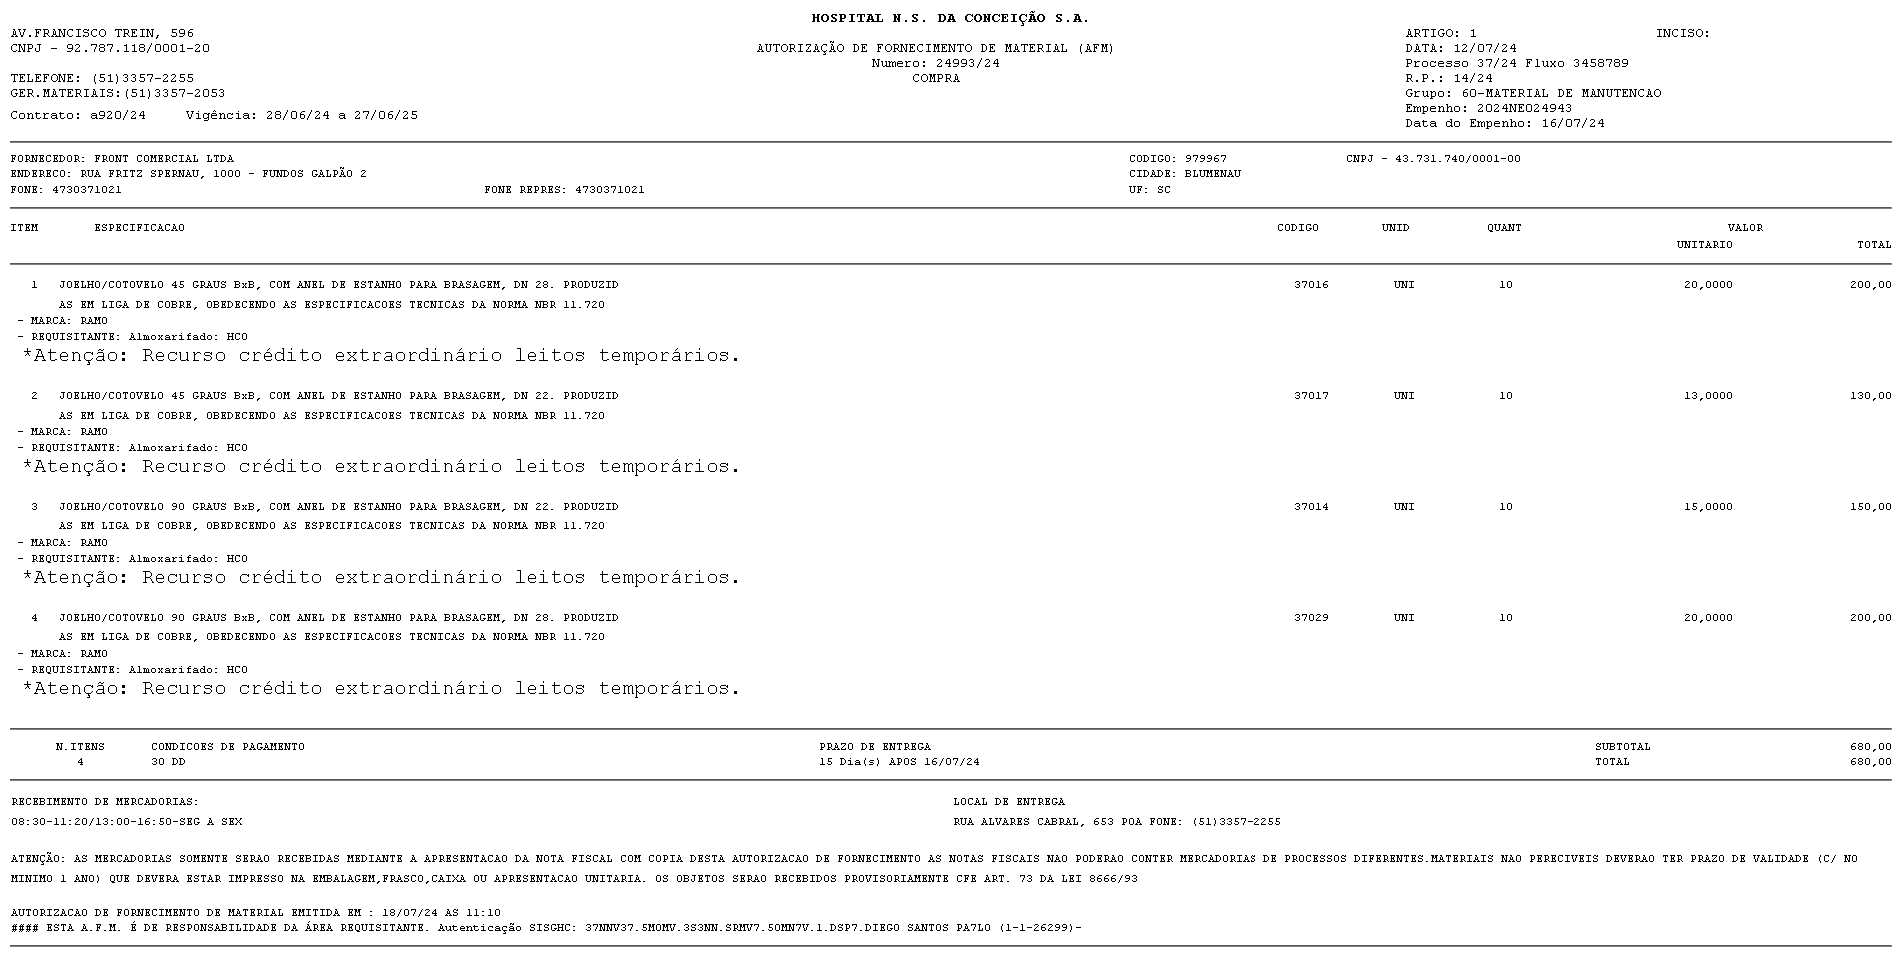 HOSPITAL N.S. DA CONCEIÇÃO S.A.
AV.FRANCISCO TREIN, 596 ARTIGO: 1 INCISO:
CNPJ - 92.787.118/0001-20 AUTORIZAÇÃO DE FORNECIMENTO DE MATERIAL (AFM) DATA: 12/07/24
Numero: 24993/24 Processo 37/24 Fluxo 3458789
TELEFONE: (51)3357-2255 COMPRA R.P.: 14/24
GER.MATERIAIS:(51)3357-2053 Grupo: 60-MATERIAL DE MANUTENCAO
Empenho: 2024NE024943
Contrato: a920/24 Vigência: 28/06/24 a 27/06/25
Data do Empenho: 16/07/24
FORNECEDOR: FRONT COMERCIAL LTDA CODIGO: 979967 CNPJ - 43.731.740/0001-00
ENDERECO: RUA FRITZ SPERNAU, 1000 - FUNDOS GALPÃO 2 CIDADE: BLUMENAU
FONE: 4730371021 FONE REPRES: 4730371021 UF: SC
ITEM ESPECIFICACAO CODIGO UNID QUANT VALOR
UNITARIO TOTAL
1 JOELHO/COTOVELO 45 GRAUS BxB, COM ANEL DE ESTANHO PARA BRASAGEM, DN 28. PRODUZID 37016 UNI 10 20,0000 200,00
AS EM LIGA DE COBRE, OBEDECENDO AS ESPECIFICACOES TECNICAS DA NORMA NBR 11.720
- MARCA: RAMO
- REQUISITANTE: Almoxarifado: HCO
*Atenção: Recurso crédito extraordinário leitos temporários.
2 JOELHO/COTOVELO 45 GRAUS BxB, COM ANEL DE ESTANHO PARA BRASAGEM, DN 22. PRODUZID 37017 UNI 10 13,0000 130,00
AS EM LIGA DE COBRE, OBEDECENDO AS ESPECIFICACOES TECNICAS DA NORMA NBR 11.720
- MARCA: RAMO
- REQUISITANTE: Almoxarifado: HCO
*Atenção: Recurso crédito extraordinário leitos temporários.
3 JOELHO/COTOVELO 90 GRAUS BxB, COM ANEL DE ESTANHO PARA BRASAGEM, DN 22. PRODUZID 37014 UNI 10 15,0000 150,00
AS EM LIGA DE COBRE, OBEDECENDO AS ESPECIFICACOES TECNICAS DA NORMA NBR 11.720
- MARCA: RAMO
- REQUISITANTE: Almoxarifado: HCO
*Atenção: Recurso crédito extraordinário leitos temporários.
4 JOELHO/COTOVELO 90 GRAUS BxB, COM ANEL DE ESTANHO PARA BRASAGEM, DN 28. PRODUZID 37029 UNI 10 20,0000 200,00
AS EM LIGA DE COBRE, OBEDECENDO AS ESPECIFICACOES TECNICAS DA NORMA NBR 11.720
- MARCA: RAMO
- REQUISITANTE: Almoxarifado: HCO
*Atenção: Recurso crédito extraordinário leitos temporários.
N.ITENS CONDICOES DE PAGAMENTO PRAZO DE ENTREGA SUBTOTAL 680,00
4 30 DD 15 Dia(s) APOS 16/07/24 TOTAL 680,00
RECEBIMENTO DE MERCADORIAS: LOCAL DE ENTREGA
08:30-11:20/13:00-16:50-SEG A SEX RUA ALVARES CABRAL, 653 POA FONE: (51)3357-2255
ATENÇÃO: AS MERCADORIAS SOMENTE SERAO RECEBIDAS MEDIANTE A APRESENTACAO DA NOTA FISCAL COM COPIA DESTA AUTORIZACAO DE FORNECIMENTO AS NOTAS FISCAIS NAO PODERAO CONTER MERCADORIAS DE PROCESSOS DIFERENTES.MATERIAIS NAO PERECIVEIS DEVERAO TER PRAZO DE VALIDADE (C/ NO
MINIMO 1 ANO) QUE DEVERA ESTAR IMPRESSO NA EMBALAGEM,FRASCO,CAIXA OU APRESENTACAO UNITARIA. OS OBJETOS SERAO RECEBIDOS PROVISORIAMENTE CFE ART. 73 DA LEI 8666/93
AUTORIZACAO DE FORNECIMENTO DE MATERIAL EMITIDA EM : 18/07/24 AS 11:10
#### ESTA A.F.M. É DE RESPONSABILIDADE DA ÁREA REQUISITANTE. Autenticação SISGHC: 37NNV37.5MOMV.3S3NN.SRMV7.5OMN7V.1.DSP7.DIEGO SANTOS PA7LO (1-1-26299)-